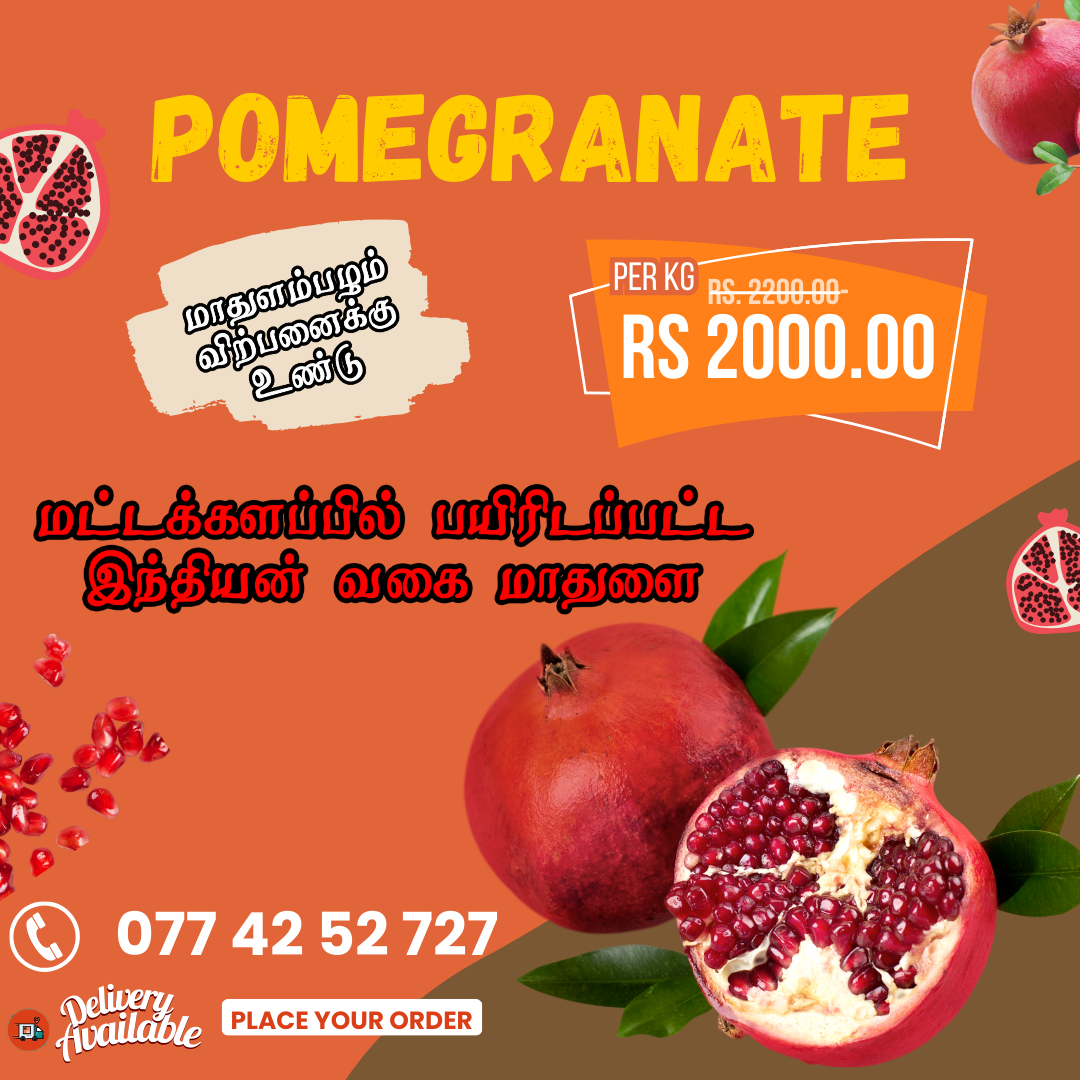 POMEGRANATE
மாதுளம்பழம்
விற்பனைக்கு
உண்டு
PER KG
RS. 2200.00-
RS 2000.00
மட்டக்களப்பில் பயிரிடப்பட்ட
இந்தியன் வகை மாதுளை
077 42 52 727
Delivery
Available
PLACE YOUR ORDER